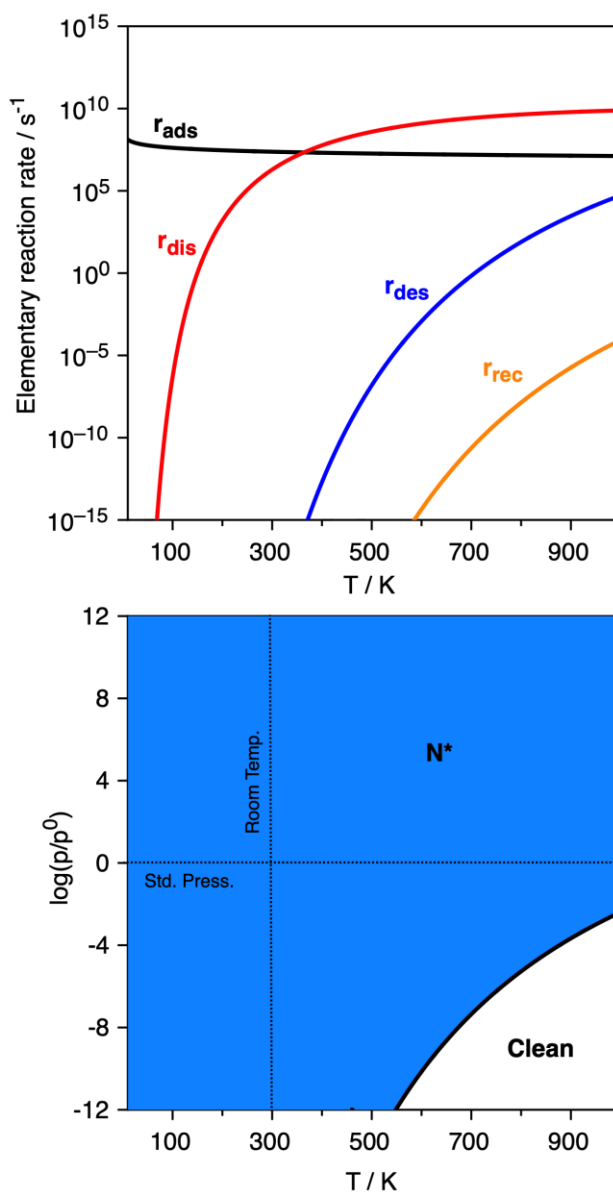 Elementary reaction rate / s⁻¹
10¹⁵
10¹⁰
10⁵
10⁰
10⁻⁵
10⁻¹⁰
10⁻¹⁵
r_ads
r_dis
r_des
r_rec
100 300 500 700 900
T / K
log(p/p⁰)
12
8
4
0
-4
-8
-12
Room Temp.
N*
Std. Press.
Clean
100 300 500 700 900
T / K